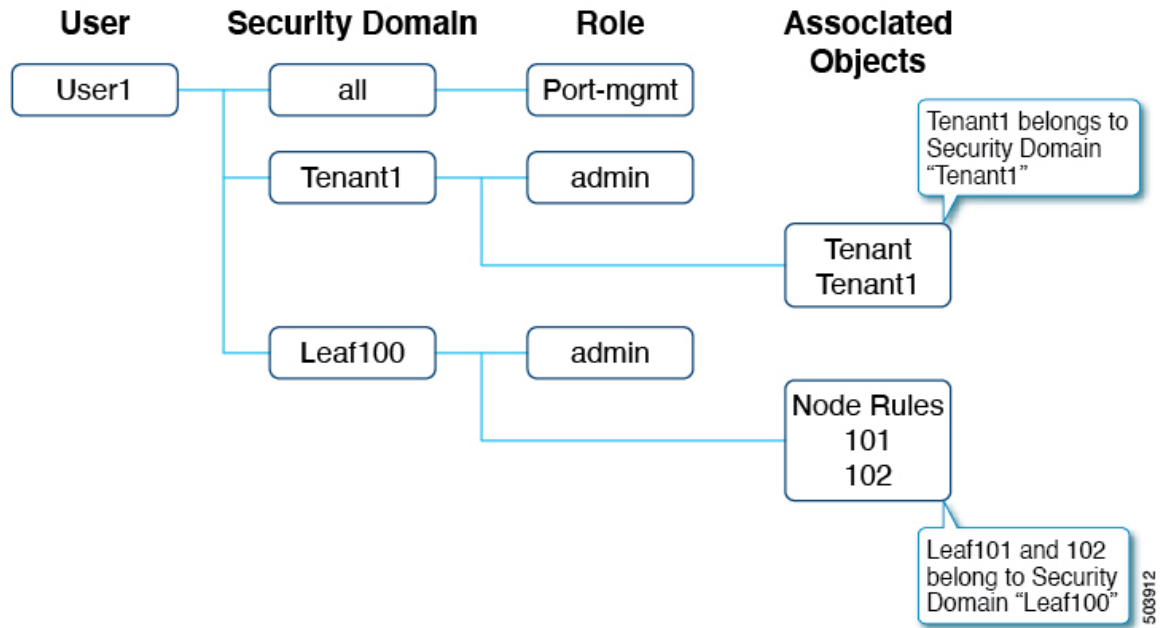 User Security Domain Role Associated
Objects
User1 all Port-mgmt
Tenant1 belongs to
Security Domain
“Tenant1”
Tenant1 admin
Tenant
Tenant1
Leaf100 admin
Node Rules
101
102
Leaf101 and 102
belong to Security
Domain “Leaf100”
503912